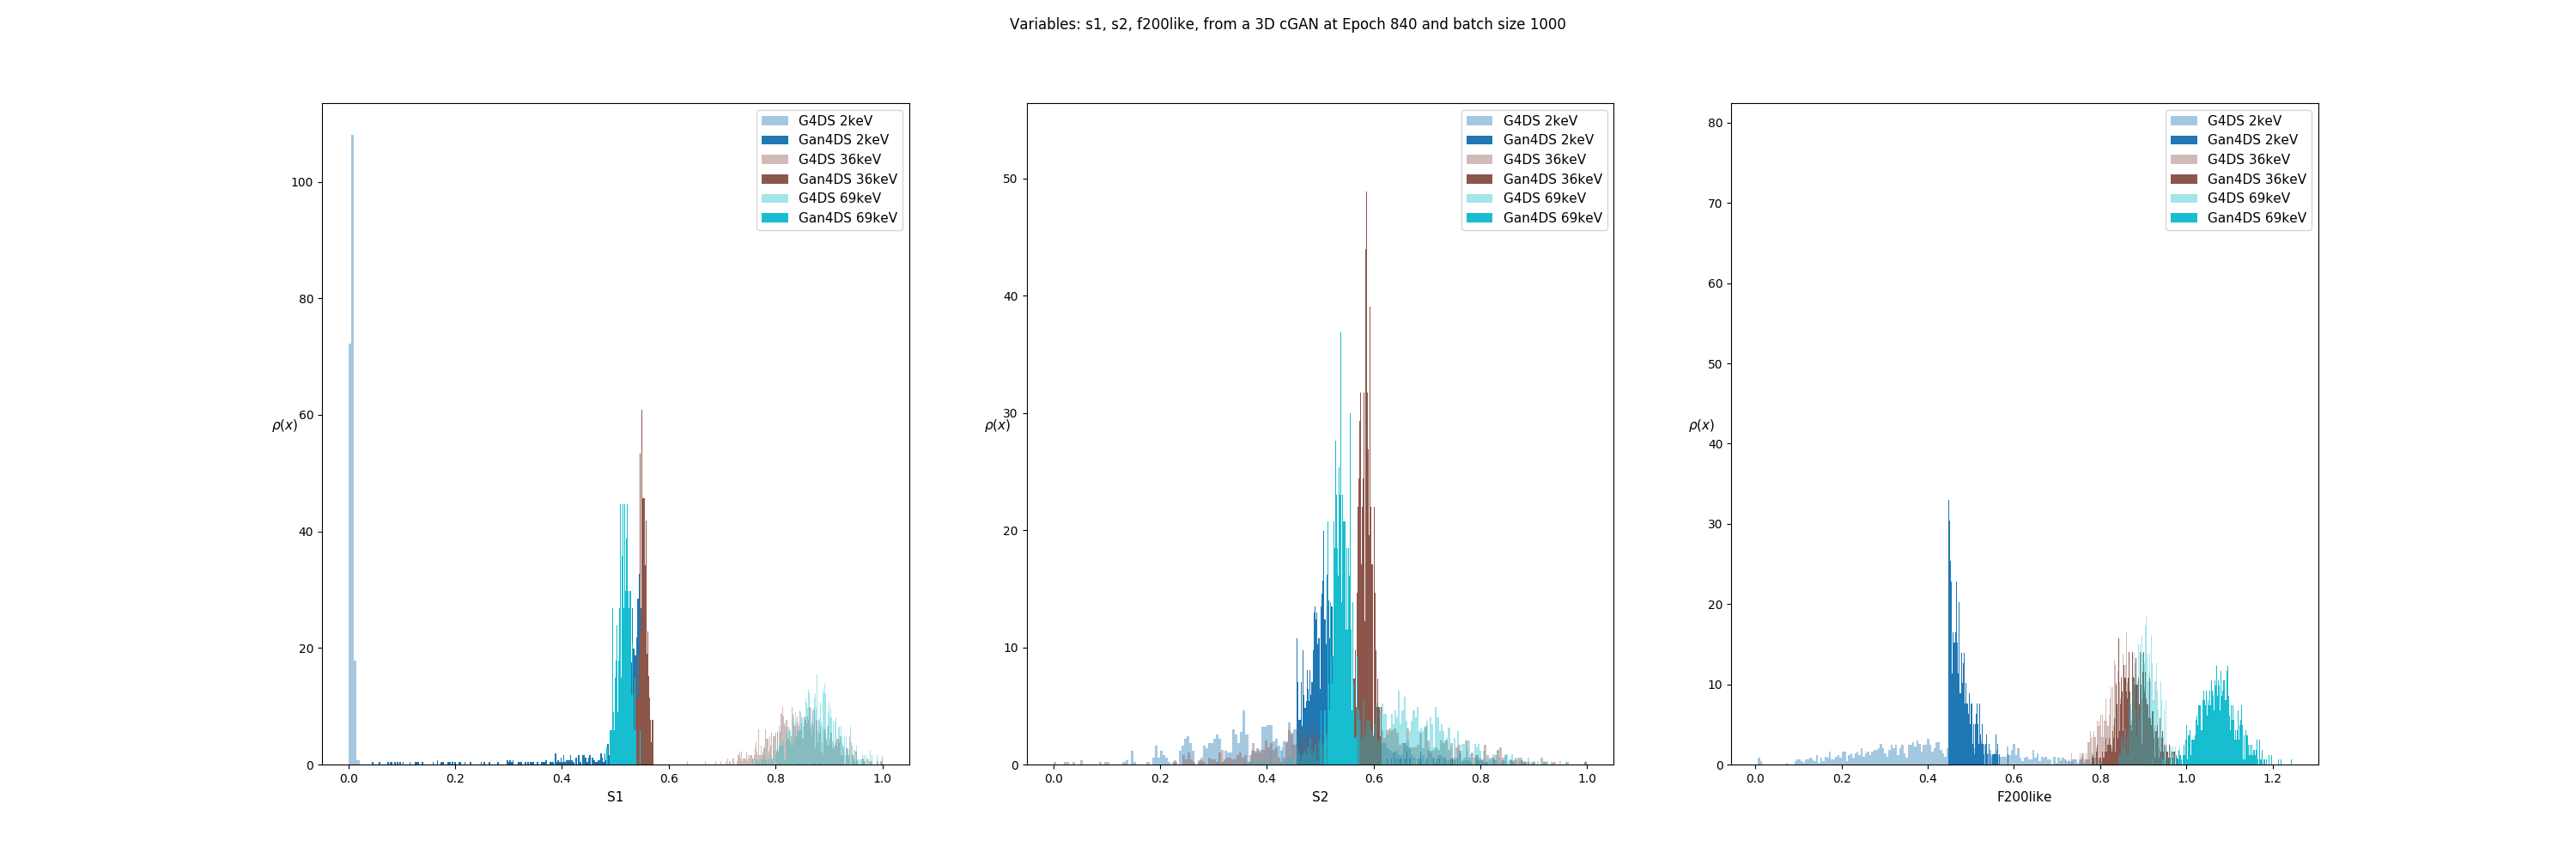 Variables: s1, s2, f200like, from a 3D cGAN at Epoch 840 and batch size 1000
G4DS 2keV
Gan4DS 2keV
G4DS 36keV
Gan4DS 36keV
G4DS 69keV
Gan4DS 69keV
100
80
60
40
20
0
ρ(x)
0.0 0.2 0.4 0.6 0.8 1.0
S1
G4DS 2keV
Gan4DS 2keV
G4DS 36keV
Gan4DS 36keV
G4DS 69keV
Gan4DS 69keV
50
40
30
20
10
0
ρ(x)
0.0 0.2 0.4 0.6 0.8 1.0
S2
G4DS 2keV
Gan4DS 2keV
G4DS 36keV
Gan4DS 36keV
G4DS 69keV
Gan4DS 69keV
80
70
60
50
40
30
20
10
0
ρ(x)
0.0 0.2 0.4 0.6 0.8 1.0 1.2
F200like